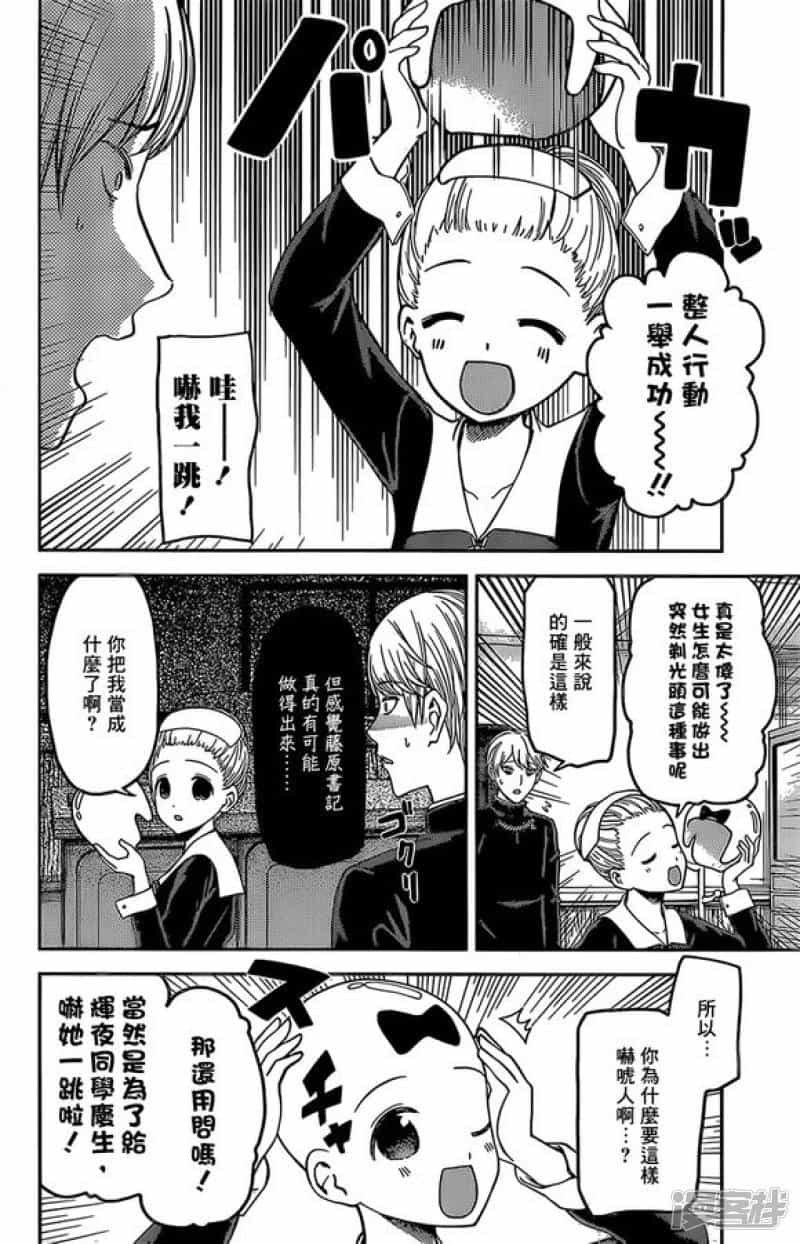 パ
カッ
整人行動
一舉成功~~~!!
哇——!
嚇我一跳!
真是太傻了~~~
女生怎麼可能做出
突然剃光頭這種事呢
一般來說
的確是這樣
但感覺藤原書記
真的有可能
做得出來……
ゴクリ
你把我當成
什麼了啊?
所以…
你為什麼要這樣
嚇唬人啊…?
スチャ
那還用問嗎!
當然是為了給
輝夜同學慶生,
嚇她一跳啦!
漫客栈